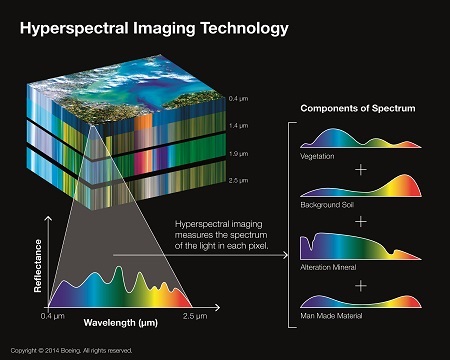 Hyperspectral Imaging Technology
0.4 µm
1.4 µm
1.9 µm
2.5 µm
Components of Spectrum
Vegetation
+
Background Soil
+
Alteration Mineral
+
Man Made Material
Hyperspectral imaging
measures the spectrum
of the light in each pixel.
Reflectance
0.4 µm
2.5 µm
Wavelength (µm)
Copyright © 2014 Boeing. All rights reserved.